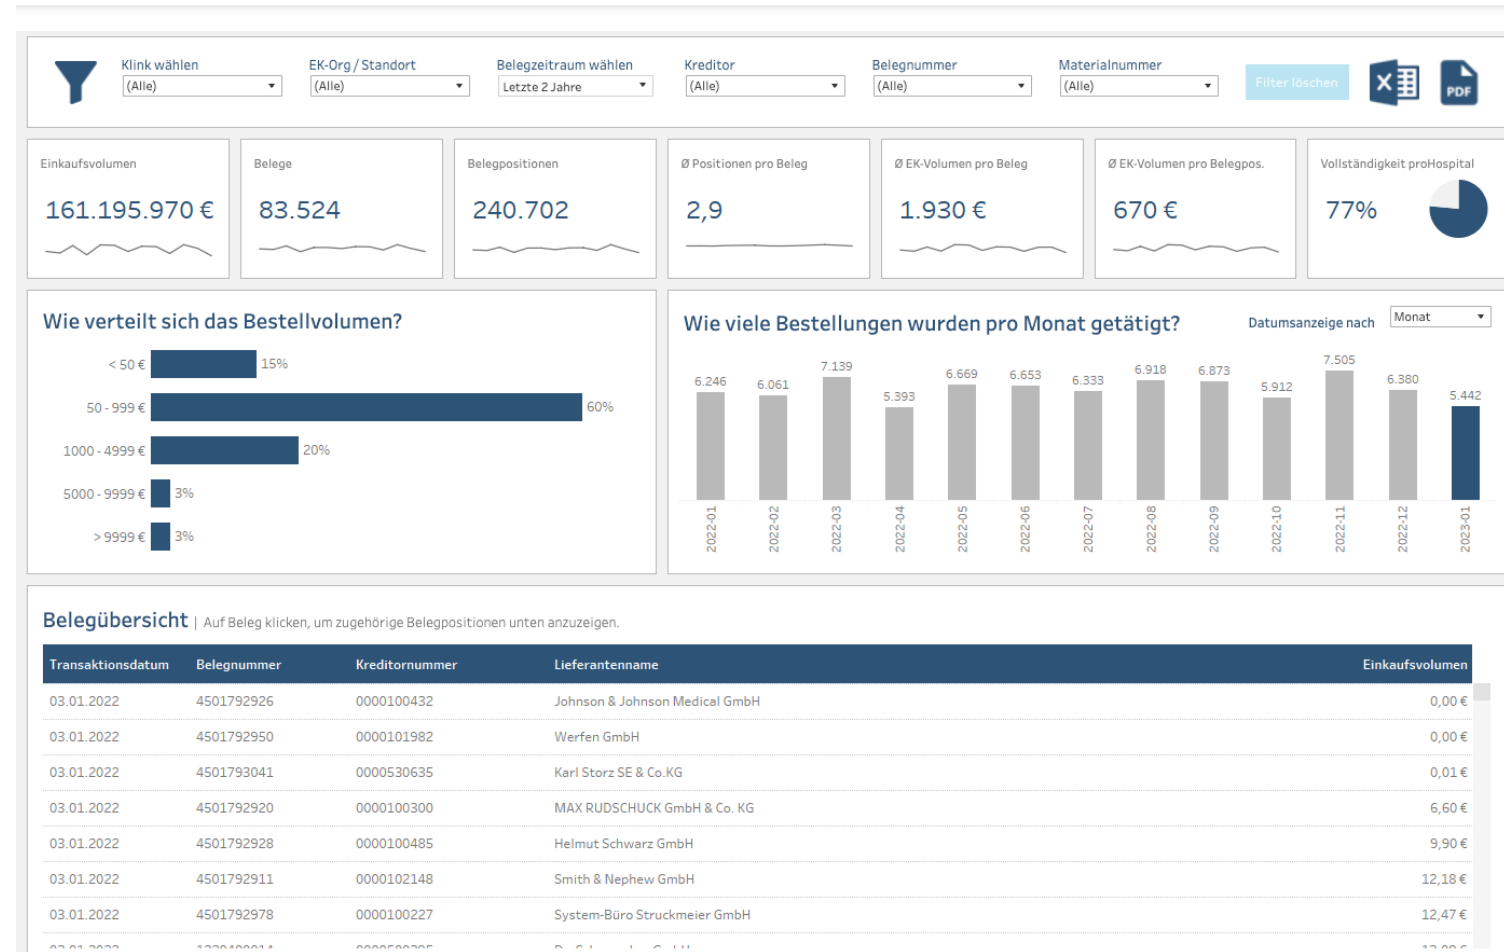 Klink wählen
EK-Org / Standort
Belegzeitraum wählen
Kreditor
Belegnummer
Materialnummer
(Alle)
(Alle)
Letzte 2 Jahre
(Alle)
(Alle)
(Alle)
Filter löschen
X
PDF
Einkaufsvolumen
161.195.970 €
Belege
83.524
Belegpositionen
240.702
Ø Positionen pro Beleg
2,9
Ø EK-Volumen pro Beleg
1.930 €
Ø EK-Volumen pro Belegpos.
670 €
Vollständigkeit proHospital
77%
Wie verteilt sich das Bestellvolumen?
< 50 € 15%
50 - 999 € 60%
1000 - 4999 € 20%
5000 - 9999 € 3%
> 9999 € 3%
Wie viele Bestellungen wurden pro Monat getätigt?
Datumsanzeige nach Monat
6.246
6.061
7.139
5.393
6.669
6.653
6.333
6.918
6.873
5.912
7.505
6.380
5.442
2022-01
2022-02
2022-03
2022-04
2022-05
2022-06
2022-07
2022-08
2022-09
2022-10
2022-11
2022-12
2023-01
Belegübersicht | Auf Beleg klicken, um zugehörige Belegpositionen unten anzuzeigen.
Transaktionsdatum Belegnummer Kreditornummer Lieferantenname Einkaufsvolumen
03.01.2022 4501792926 0000100432 Johnson & Johnson Medical GmbH 0,00 €
03.01.2022 4501792950 0000101982 Werfen GmbH 0,00 €
03.01.2022 4501793041 0000530635 Karl Storz SE & Co.KG 0,01 €
03.01.2022 4501792920 0000100300 MAX RUDSCHUCK GmbH & Co. KG 6,60 €
03.01.2022 4501792928 0000100485 Helmut Schwarz GmbH 9,90 €
03.01.2022 4501792911 0000102148 Smith & Nephew GmbH 12,18 €
03.01.2022 4501792978 0000100227 System-Büro Struckmeier GmbH 12,47 €